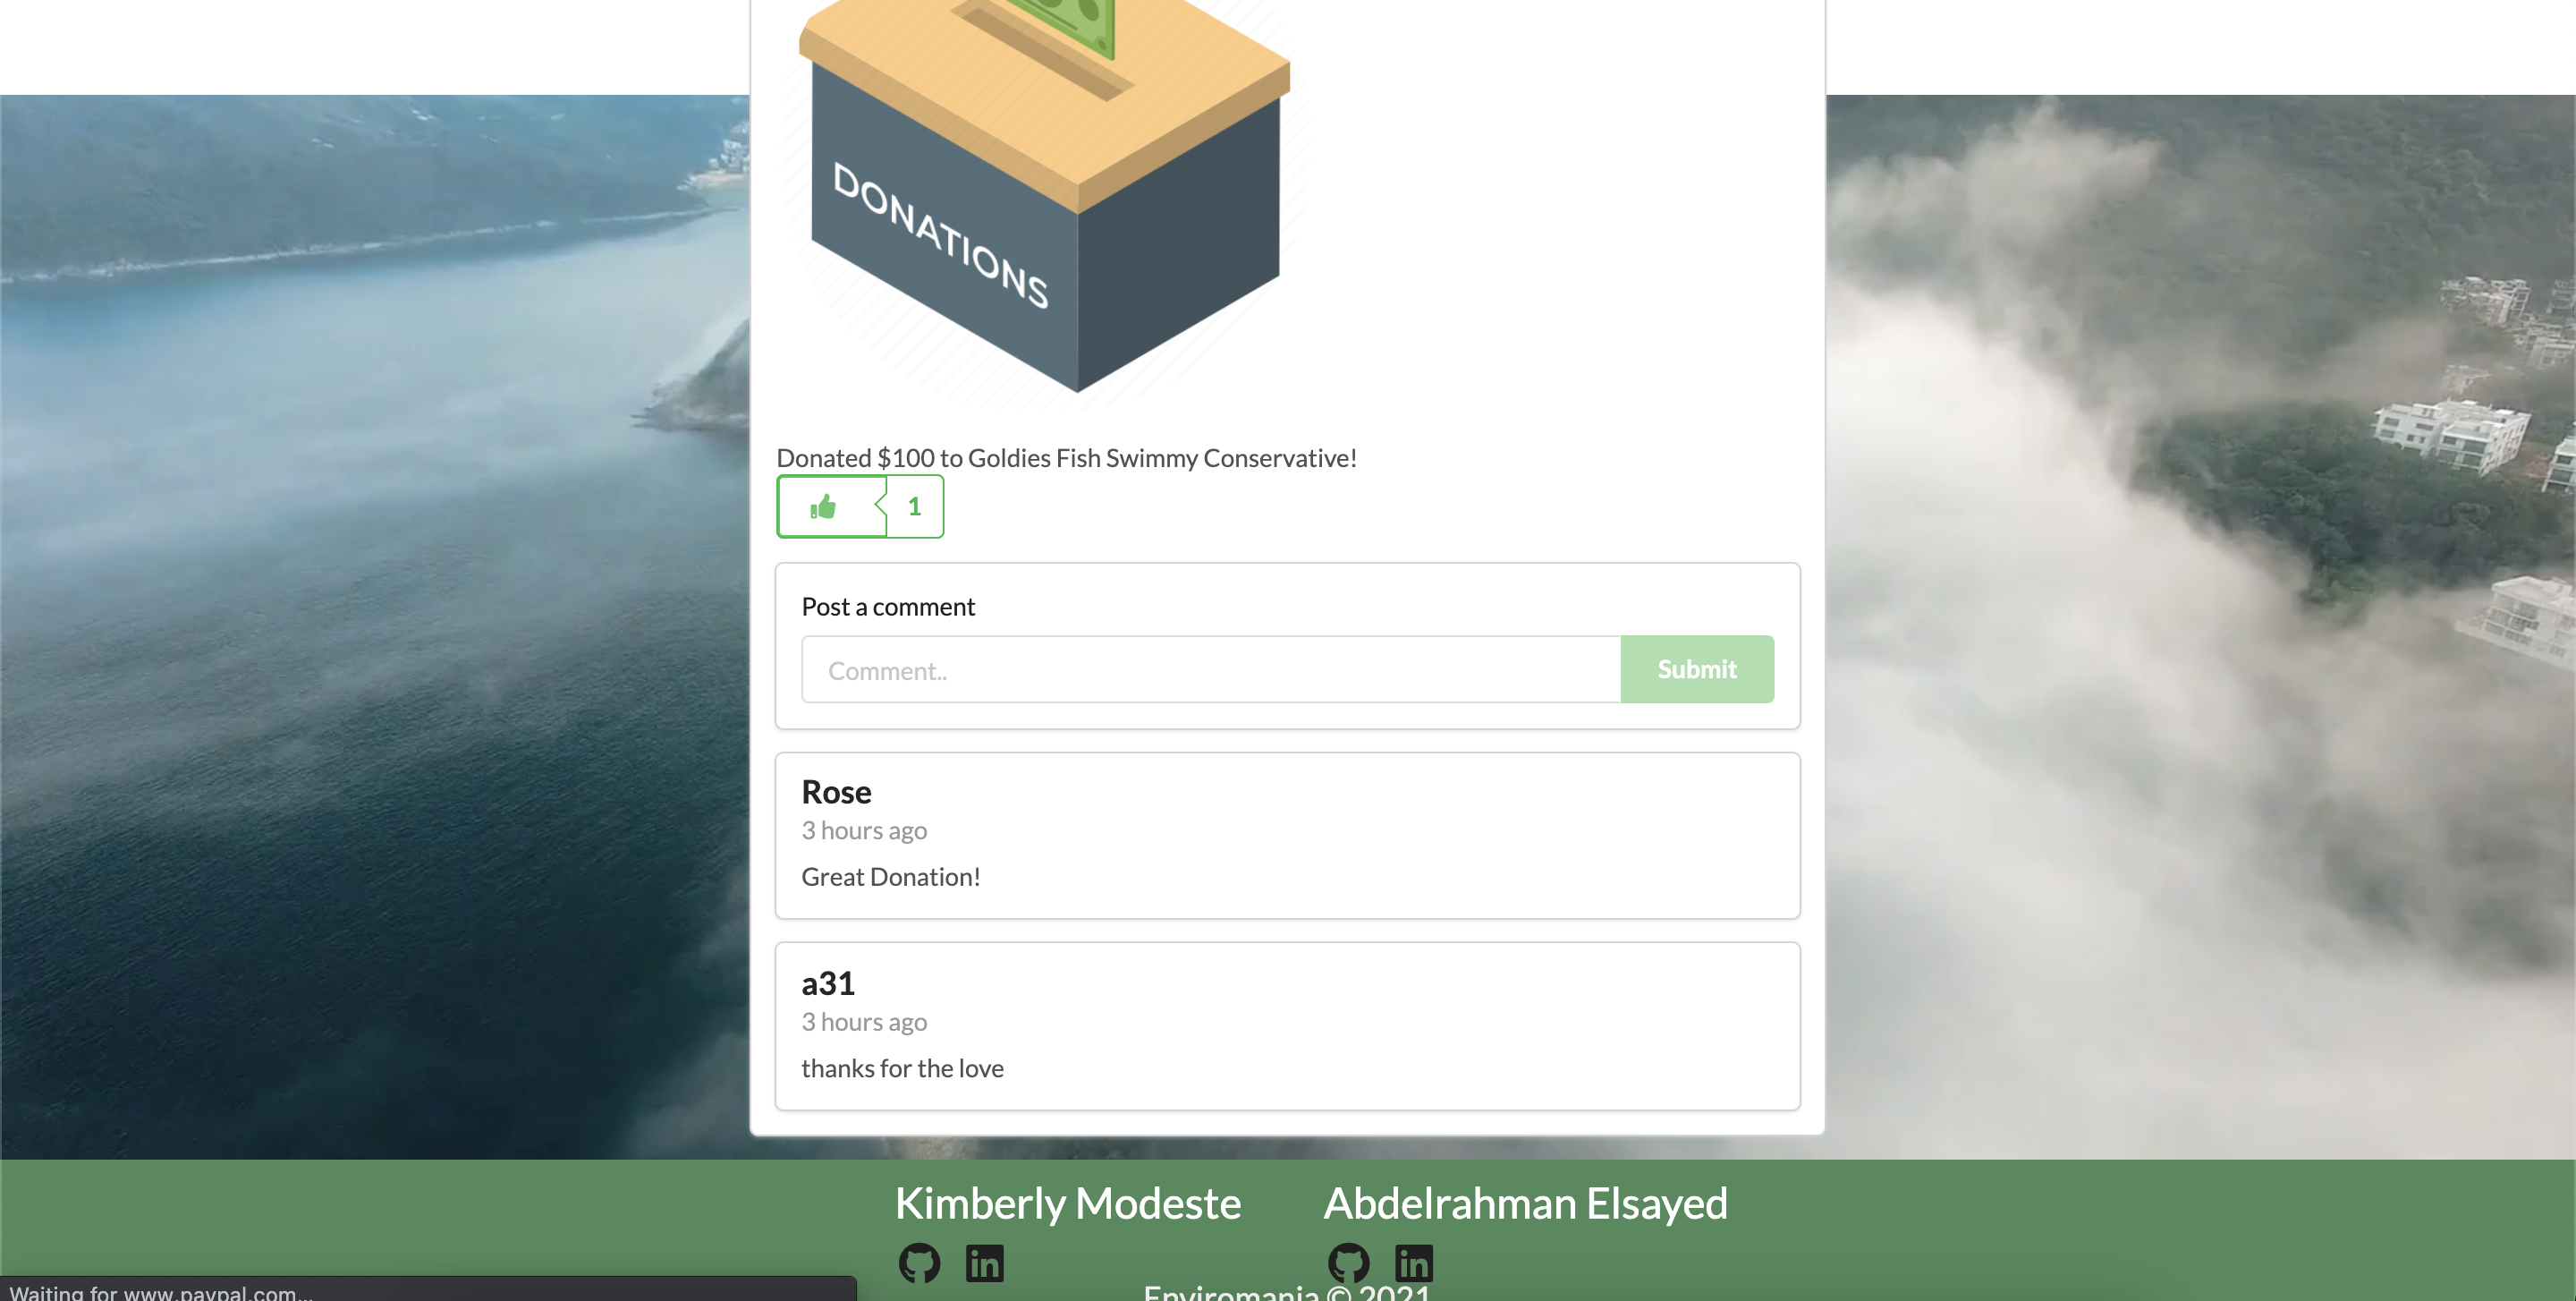 DONATIONS
Donated $100 to Goldies Fish Swimmy Conservative!
1
Post a comment
Comment..
Submit
Rose
3 hours ago
Great Donation!
a31
3 hours ago
thanks for the love
Kimberly Modeste
Abdelrahman Elsayed
in
in
Enviromania © 2021
Waiting for www.paypal.com...